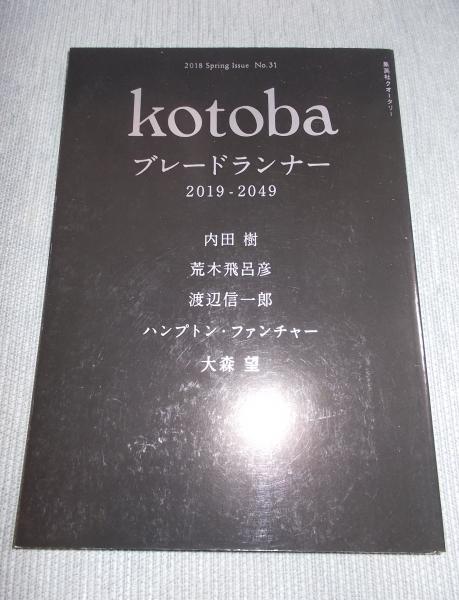 2018 Spring Issue No.31
集英社クオータリー
kotoba
ブレードランナー
2019 - 2049
内田 樹
荒木飛呂彦
渡辺信一郎
ハンプトン・ファンチャー
大森 望